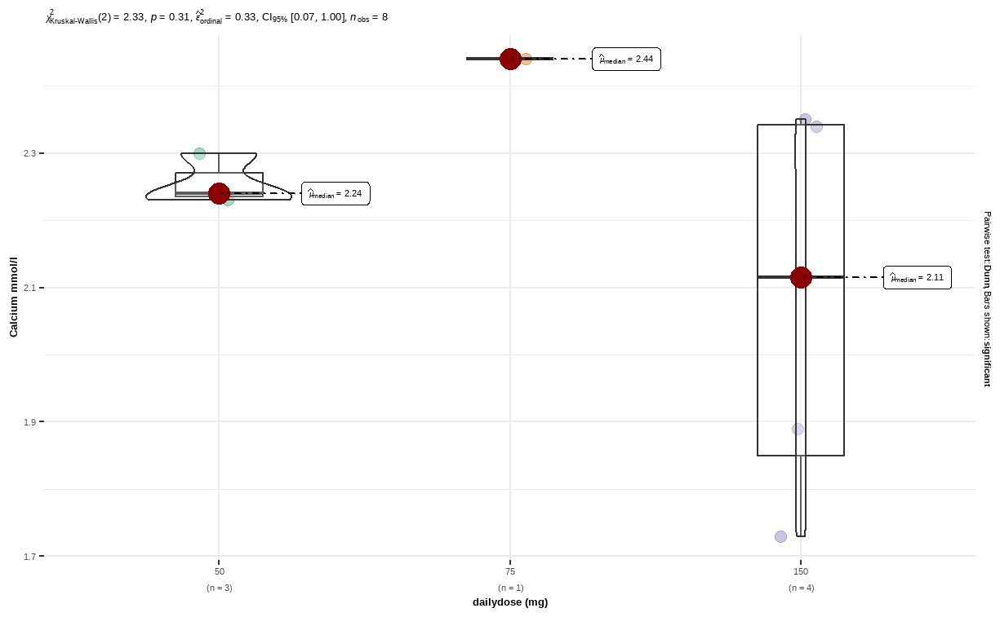 χ²Kruskal-Wallis(2) = 2.33, p = 0.31, ε̂²ordinal = 0.33, CI95% [0.07, 1.00], nobs = 8
μ̂median = 2.44
2.3
μ̂median = 2.24
2.1
μ̂median = 2.11
1.9
1.7
Calcium mmol/l
Pairwise test: Dunn, Bars shown: significant
50 75 150
(n = 3) (n = 1) (n = 4)
dailydose (mg)